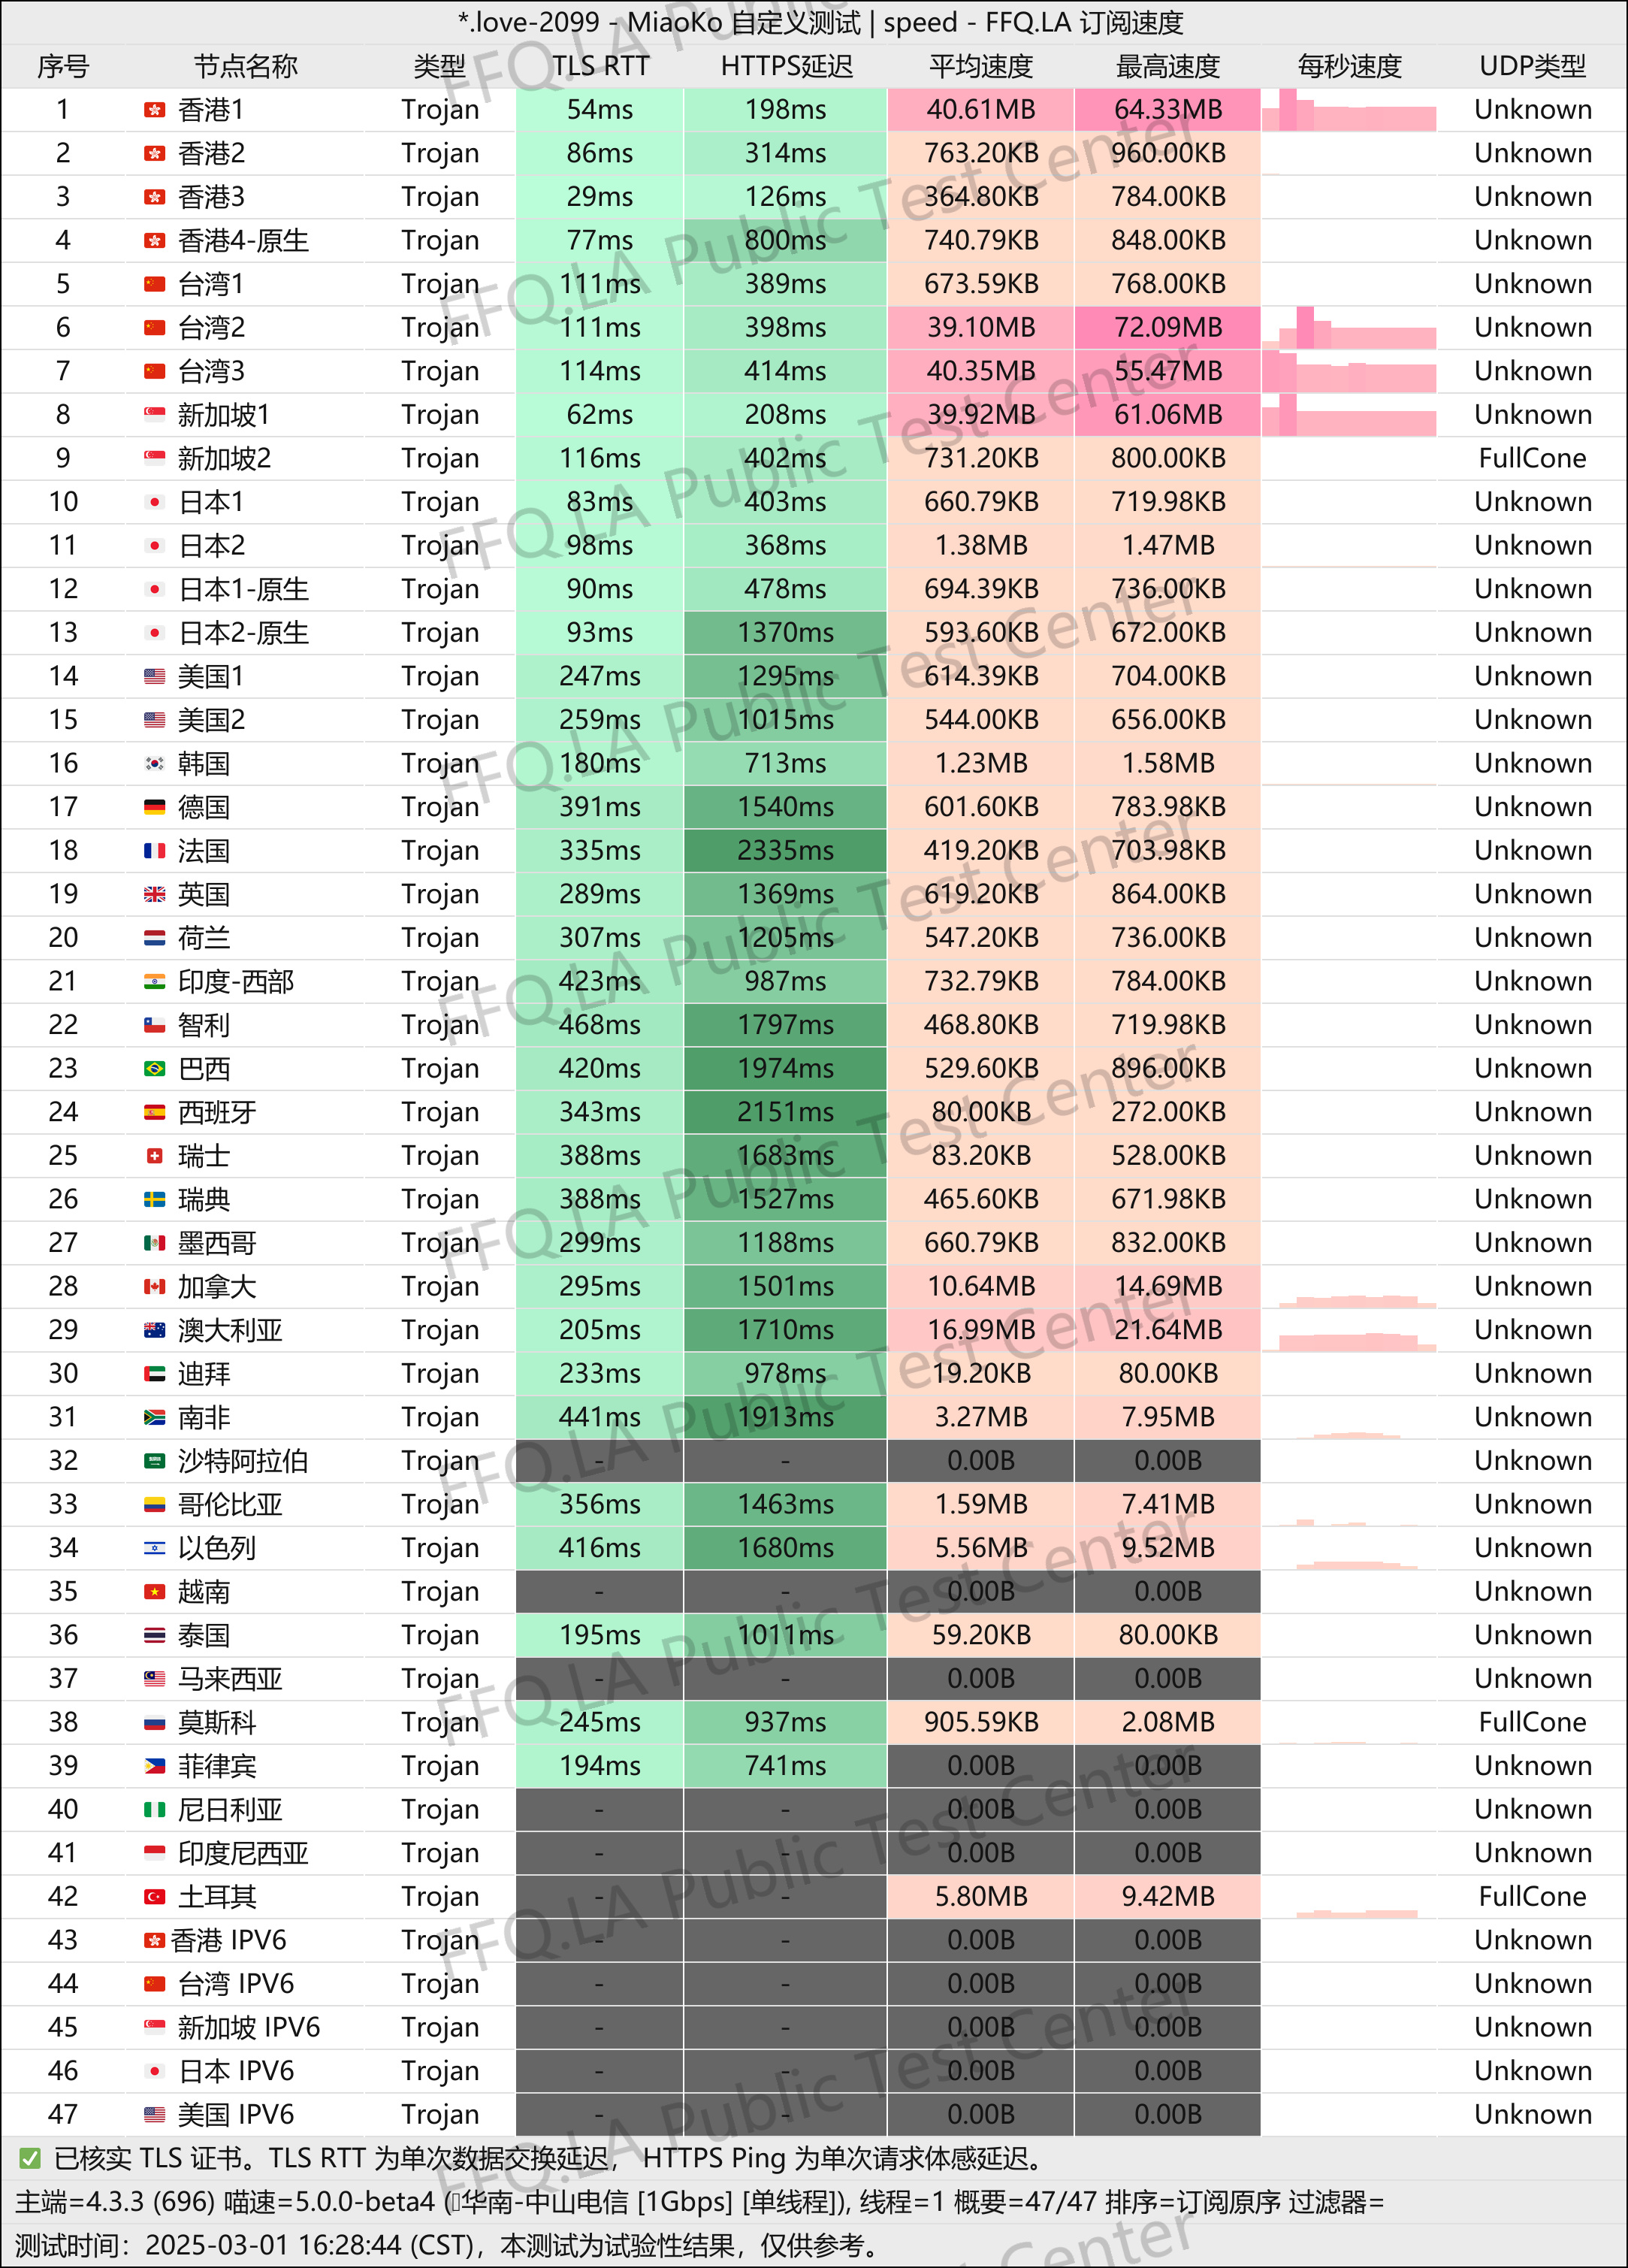 *.love-2099 - MiaoKo 自定义测试 | speed - FFQ.LA 订阅速度
序号 节点名称 类型 TLS RTT HTTPS延迟 平均速度 最高速度 每秒速度 UDP类型
1 香港1 Trojan 54ms 198ms 40.61MB 64.33MB Unknown
2 香港2 Trojan 86ms 314ms 763.20KB 960.00KB Unknown
3 香港3 Trojan 29ms 126ms 364.80KB 784.00KB Unknown
4 香港4-原生 Trojan 77ms 800ms 740.79KB 848.00KB Unknown
5 台湾1 Trojan 111ms 389ms 673.59KB 768.00KB Unknown
6 台湾2 Trojan 111ms 398ms 39.10MB 72.09MB Unknown
7 台湾3 Trojan 114ms 414ms 40.35MB 55.47MB Unknown
8 新加坡1 Trojan 62ms 208ms 39.92MB 61.06MB Unknown
9 新加坡2 Trojan 116ms 402ms 731.20KB 800.00KB FullCone
10 日本1 Trojan 83ms 403ms 660.79KB 719.98KB Unknown
11 日本2 Trojan 98ms 368ms 1.38MB 1.47MB Unknown
12 日本1-原生 Trojan 90ms 478ms 694.39KB 736.00KB Unknown
13 日本2-原生 Trojan 93ms 1370ms 593.60KB 672.00KB Unknown
14 美国1 Trojan 247ms 1295ms 614.39KB 704.00KB Unknown
15 美国2 Trojan 259ms 1015ms 544.00KB 656.00KB Unknown
16 韩国 Trojan 180ms 713ms 1.23MB 1.58MB Unknown
17 德国 Trojan 391ms 1540ms 601.60KB 783.98KB Unknown
18 法国 Trojan 335ms 2335ms 419.20KB 703.98KB Unknown
19 英国 Trojan 289ms 1369ms 619.20KB 864.00KB Unknown
20 荷兰 Trojan 307ms 1205ms 547.20KB 736.00KB Unknown
21 印度-西部 Trojan 423ms 987ms 732.79KB 784.00KB Unknown
22 智利 Trojan 468ms 1797ms 468.80KB 719.98KB Unknown
23 巴西 Trojan 420ms 1974ms 529.60KB 896.00KB Unknown
24 西班牙 Trojan 343ms 2151ms 80.00KB 272.00KB Unknown
25 瑞士 Trojan 388ms 1683ms 83.20KB 528.00KB Unknown
26 瑞典 Trojan 388ms 1527ms 465.60KB 671.98KB Unknown
27 墨西哥 Trojan 299ms 1188ms 660.79KB 832.00KB Unknown
28 加拿大 Trojan 295ms 1501ms 10.64MB 14.69MB Unknown
29 澳大利亚 Trojan 205ms 1710ms 16.99MB 21.64MB Unknown
30 迪拜 Trojan 233ms 978ms 19.20KB 80.00KB Unknown
31 南非 Trojan 441ms 1913ms 3.27MB 7.95MB Unknown
32 沙特阿拉伯 Trojan - - 0.00B 0.00B Unknown
33 哥伦比亚 Trojan 356ms 1463ms 1.59MB 7.41MB Unknown
34 以色列 Trojan 416ms 1680ms 5.56MB 9.52MB Unknown
35 越南 Trojan - - 0.00B 0.00B Unknown
36 泰国 Trojan 195ms 1011ms 59.20KB 80.00KB Unknown
37 马来西亚 Trojan - - 0.00B 0.00B Unknown
38 莫斯科 Trojan 245ms 937ms 905.59KB 2.08MB FullCone
39 菲律宾 Trojan 194ms 741ms 0.00B 0.00B Unknown
40 尼日利亚 Trojan - - 0.00B 0.00B Unknown
41 印度尼西亚 Trojan - - 0.00B 0.00B Unknown
42 土耳其 Trojan - - 5.80MB 9.42MB FullCone
43 香港 IPV6 Trojan - - 0.00B 0.00B Unknown
44 台湾 IPV6 Trojan - - 0.00B 0.00B Unknown
45 新加坡 IPV6 Trojan - - 0.00B 0.00B Unknown
46 日本 IPV6 Trojan - - 0.00B 0.00B Unknown
47 美国 IPV6 Trojan - - 0.00B 0.00B Unknown
✅ 已核实 TLS 证书。TLS RTT 为单次数据交换延迟， HTTPS Ping 为单次请求体感延迟。
主端=4.3.3 (696) 喵速=5.0.0-beta4 (▯华南-中山电信 [1Gbps] [单线程]), 线程=1 概要=47/47 排序=订阅原序 过滤器=
测试时间：2025-03-01 16:28:44 (CST)，本测试为试验性结果，仅供参考。
FFQ.LA Public Test Center